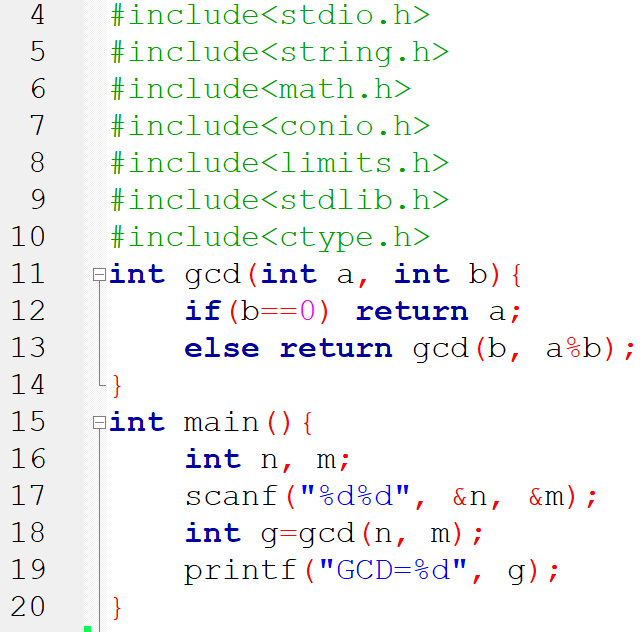 4 #include<stdio.h>
5 #include<string.h>
6 #include<math.h>
7 #include<conio.h>
8 #include<limits.h>
9 #include<stdlib.h>
10 #include<ctype.h>
11 int gcd(int a, int b){
12 if(b==0) return a;
13 else return gcd(b, a%b);
14 }
15 int main(){
16 int n, m;
17 scanf("%d%d", &n, &m);
18 int g=gcd(n, m);
19 printf("GCD=%d", g);
20 }